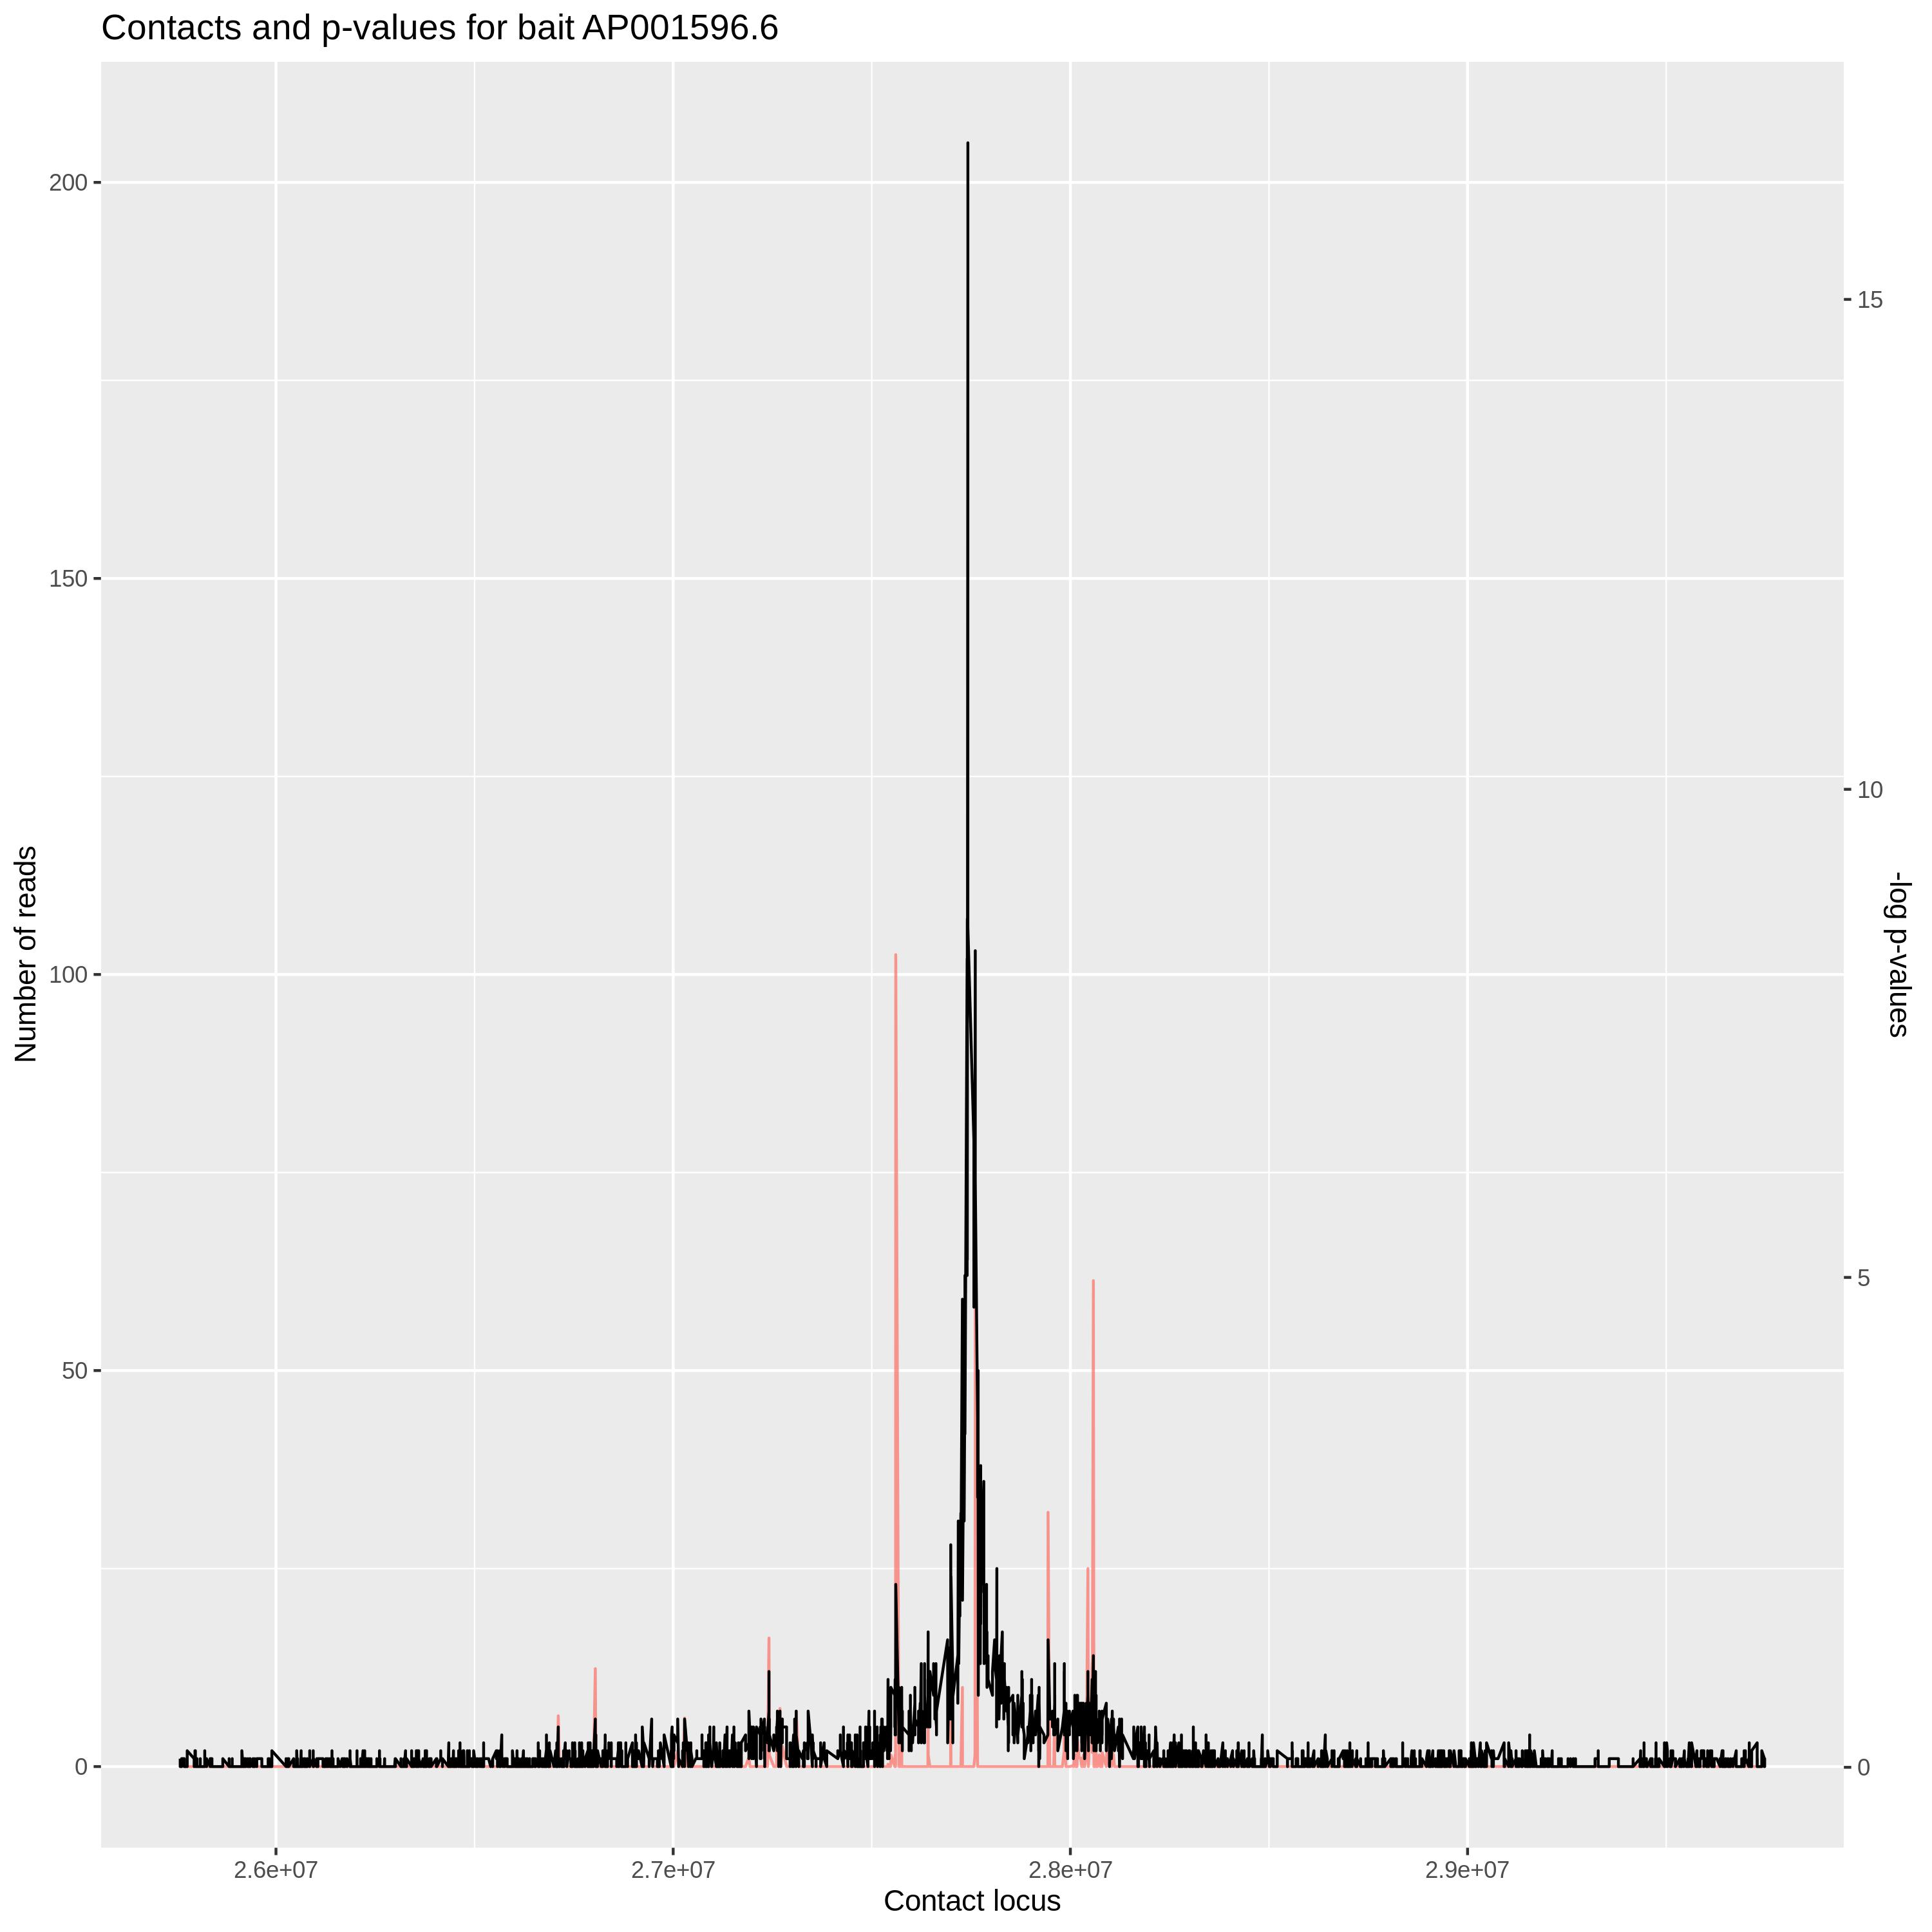 Contacts and p-values for bait AP001596.6
200
150
100
50
0
15
10
5
0
Number of reads
-log p-values
2.6e+07
2.7e+07
2.8e+07
2.9e+07
Contact locus